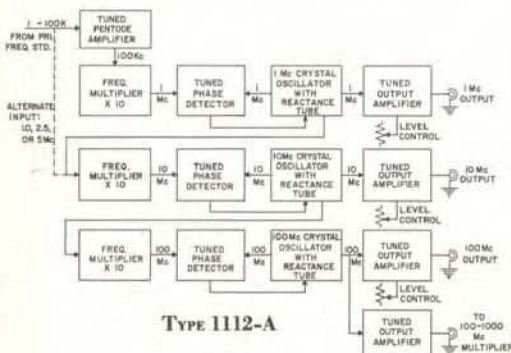 1 - 100K
FROM PRI.
FREQ. STD.
TUNED
PENTODE
AMPLIFIER
100Kc
ALTERNATE
INPUT:
1.0, 2.5,
OR 5Mc
FREQ.
MULTIPLIER
X 10
1
Mc
TUNED
PHASE
DETECTOR
1
Mc
1 Mc CRYSTAL
OSCILLATOR
WITH
REACTANCE
TUBE
1
Mc
TUNED
OUTPUT
AMPLIFIER
1 Mc
OUTPUT
LEVEL
CONTROL
FREQ.
MULTIPLIER
X 10
10
Mc
TUNED
PHASE
DETECTOR
10
Mc
10Mc CRYSTAL
OSCILLATOR
WITH
REACTANCE
TUBE
10
Mc
TUNED
OUTPUT
AMPLIFIER
10 Mc
OUTPUT
LEVEL
CONTROL
FREQ.
MULTIPLIER
X 10
100
Mc
TUNED
PHASE
DETECTOR
100
Mc
100Mc CRYSTAL
OSCILLATOR
WITH
REACTANCE
TUBE
100
Mc
TUNED
OUTPUT
AMPLIFIER
100Mc
OUTPUT
LEVEL
CONTROL
TYPE 1112-A
TUNED
OUTPUT
AMPLIFIER
TO
100-1000
Mc
MULTIPLIER